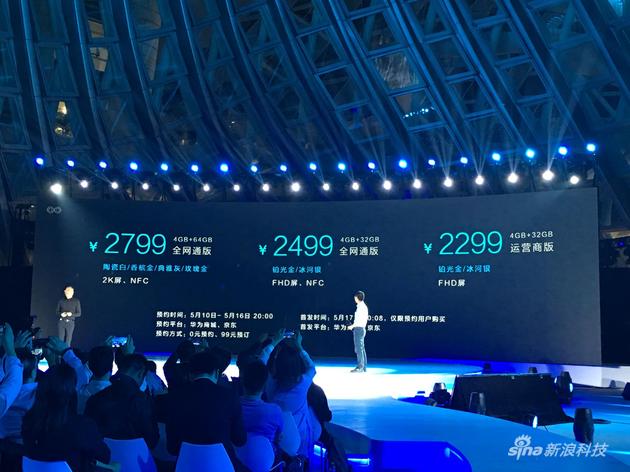 ¥ 2799 4GB+64GB 全网通版
陶瓷白/香槟金/典雅灰/玫瑰金
2K屏、NFC
¥ 2499 4GB+32GB 全网通版
铂光金/冰河银
FHD屏、NFC
¥ 2299 4GB+32GB 运营商版
铂光金/冰河银
FHD屏
预约时间：5月10日- 5月16日 20:00
预约平台：华为商城、京东
预约方式：0元预约、99元预订
首发时间：5月17 0:08，仅限预约用户购买
首发平台：华为 京东
sina 新浪科技